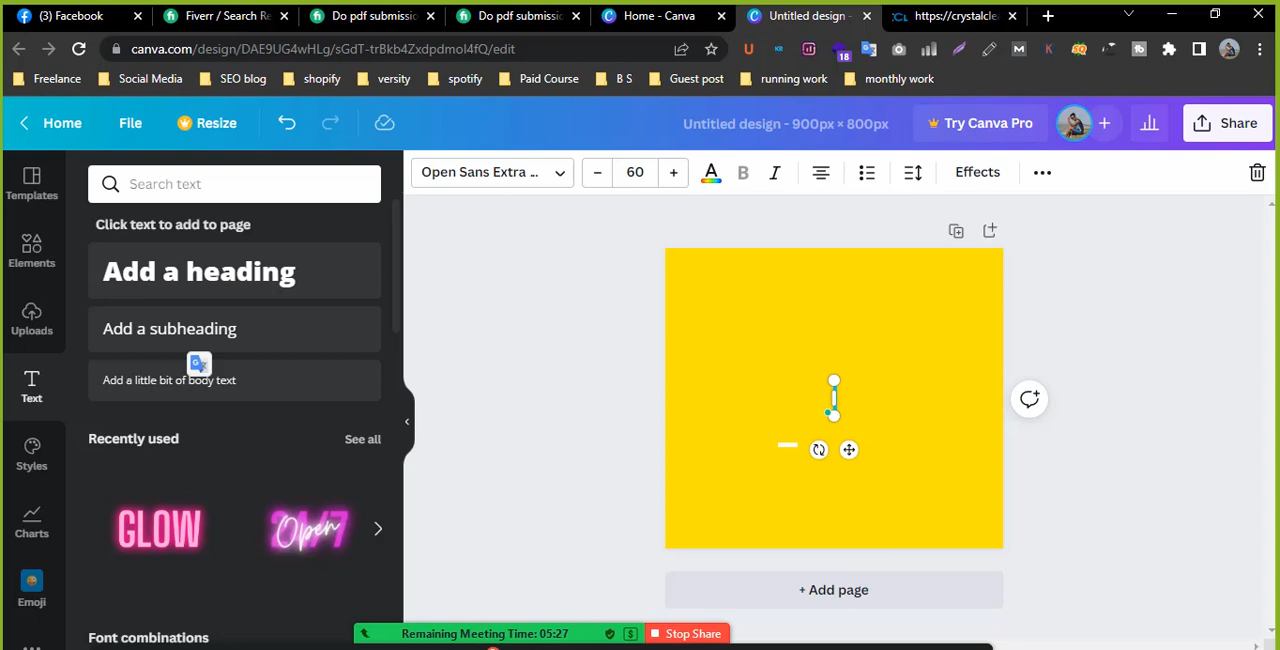 (3) Facebook
Fiverr / Search Re
Do pdf submissic
Do pdf submissic
Home - Canva
Untitled design -
CL
https://crystalcle
canva.com/design/DAE9UG4wHLg/sGdT-trBkb4Zxdpdmol4fQ/edit
U
KR
18
M
K
SQ
Freelance
Social Media
SEO blog
shopify
versity
spotify
Paid Course
B S
Guest post
running work
monthly work
Home
File
Resize
Untitled design - 900px × 800px
Try Canva Pro
+
Share
Templates
Elements
Uploads
Text
Styles
Charts
Emoji
Search text
Click text to add to page
Add a heading
Add a subheading
Add a little bit of body text
Recently used
See all
GLOW
24/7
Open
Font combinations
Open Sans Extra ...
– 60 +
A
B
I
Effects
+ Add page
Remaining Meeting Time: 05:27
Stop Share